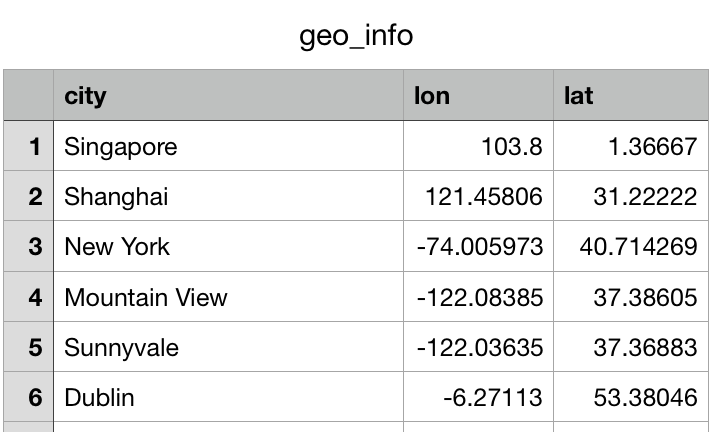 geo_info
city lon lat
1 Singapore 103.8 1.36667
2 Shanghai 121.45806 31.22222
3 New York -74.005973 40.714269
4 Mountain View -122.08385 37.38605
5 Sunnyvale -122.03635 37.36883
6 Dublin -6.27113 53.38046